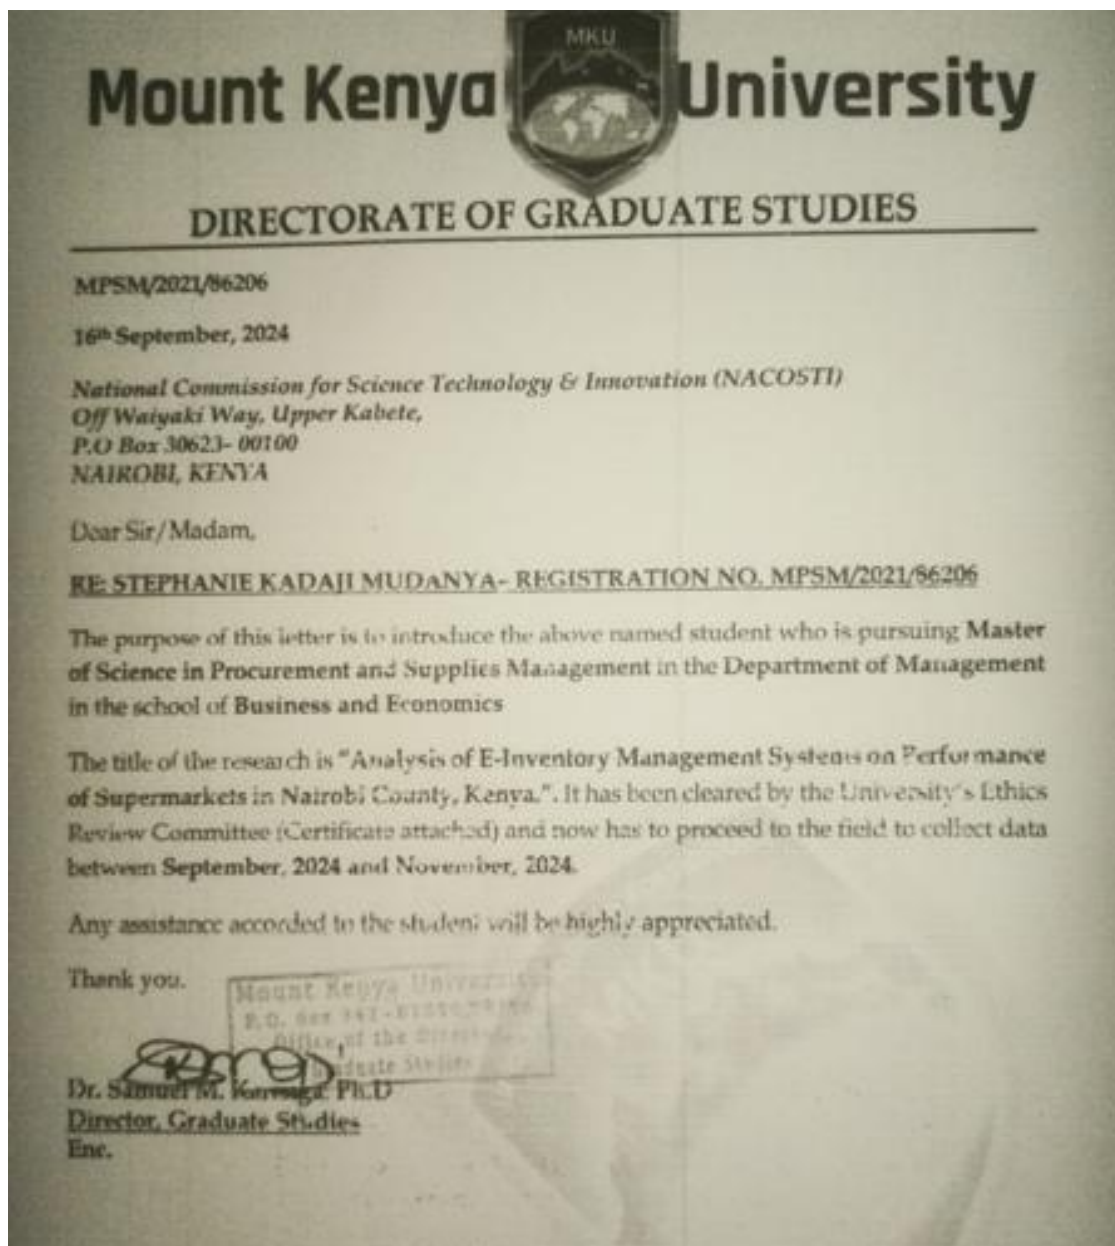 MKU
Mount Kenya University
DIRECTORATE OF GRADUATE STUDIES
MPSM/2021/86206
16th September, 2024
National Commission for Science Technology & Innovation (NACOSTI)
Off Waiyaki Way, Upper Kabete,
P.O Box 30623- 00100
NAIROBI, KENYA
Dear Sir/Madam,
RE: STEPHANIE KADAJI MUDANYA- REGISTRATION NO. MPSM/2021/86206
The purpose of this letter is to introduce the above named student who is pursuing Master
of Science in Procurement and Supplies Management in the Department of Management
in the school of Business and Economics
The title of the research is "Analysis of E-Inventory Management Systems on Performance
of Supermarkets in Nairobi County, Kenya.". It has been cleared by the University's Ethics
Review Committee (Certificate attached) and now has to proceed to the field to collect data
between September, 2024 and November, 2024.
Any assistance accorded to the student will be highly appreciated.
Thank you.
Mount Kenya University
P.O. Box
Office of the
Graduate Studies
Dr. Samuel M. Ph.D
Director, Graduate Studies
Enc.